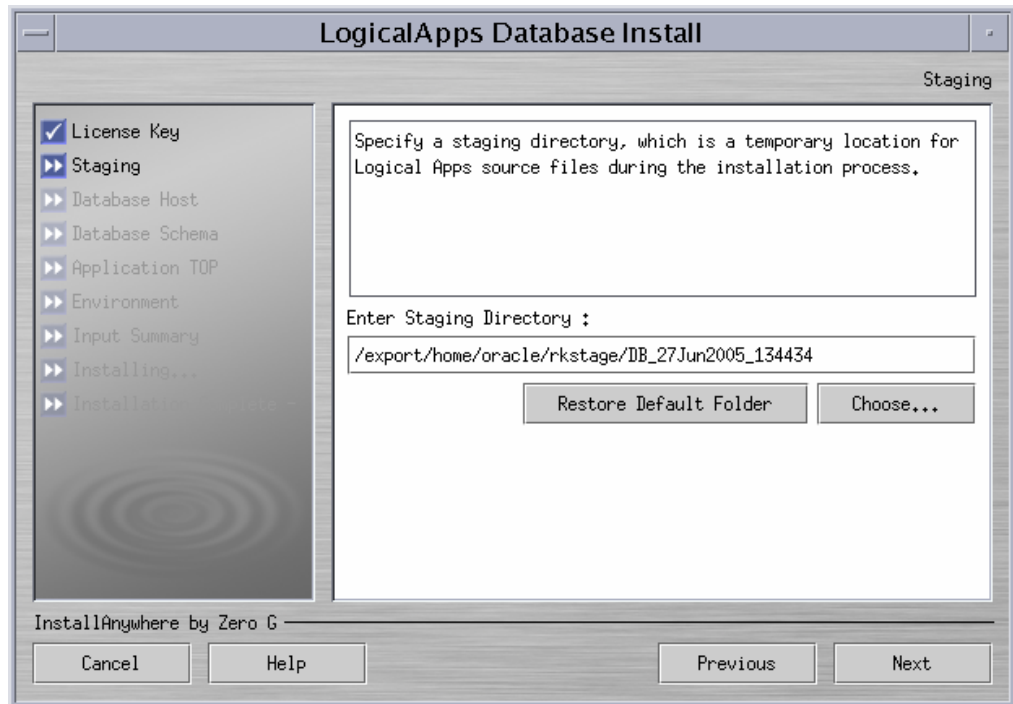 LogicalApps Database Install
Staging
License Key
Staging
Database Host
Database Schema
Application TOP
Environment
Input Summary
Installing...
Specify a staging directory, which is a temporary location for
Logical Apps source files during the installation process.
Enter Staging Directory :
/export/home/oracle/rkstage/DB_27Jun2005_134434
Restore Default Folder
Choose...
InstallAnywhere by Zero G
Cancel
Help
Previous
Next